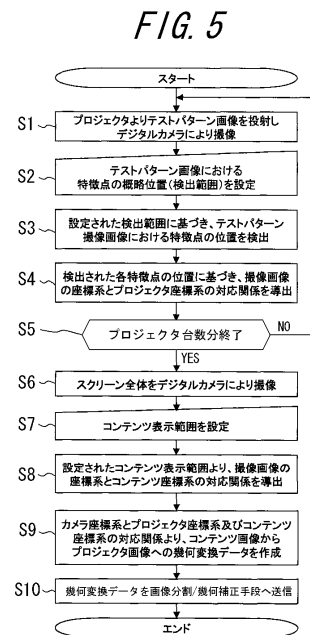 FIG. 5
スタート
S1
プロジェクタよりテストパターン画像を投射し
デジタルカメラにより撮像
S2
テストパターン画像における
特徴点の概略位置(検出範囲)を設定
S3
設定された検出範囲に基づき、テストパターン
撮像画像における特徴点の位置を検出
S4
検出された各特徴点の位置に基づき、撮像画像
の座標系とプロジェクタ座標系の対応関係を導出
S5
プロジェクタ台数分終了
NO
YES
S6
スクリーン全体をデジタルカメラにより撮像
S7
コンテンツ表示範囲を設定
S8
設定されたコンテンツ表示範囲より、撮像画像の
座標系とコンテンツ座標系の対応関係を導出
S9
カメラ座標系とプロジェクタ座標系及びコンテンツ
座標系の対応関係より、コンテンツ画像から
プロジェクタ画像への幾何変換データを作成
S10
幾何変換データを画像分割/幾何補正手段へ送信
エンド